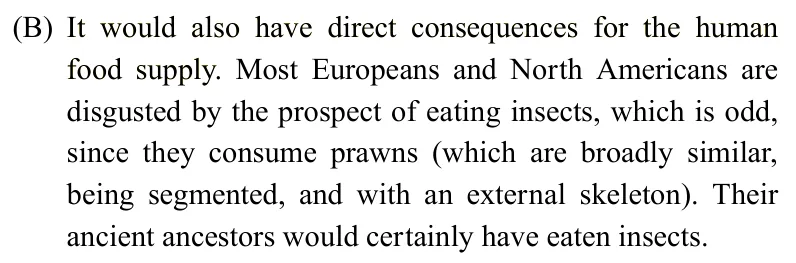 (B) It would also have direct consequences for the human
food supply. Most Europeans and North Americans are
disgusted by the prospect of eating insects, which is odd,
since they consume prawns (which are broadly similar,
being segmented, and with an external skeleton). Their
ancient ancestors would certainly have eaten insects.